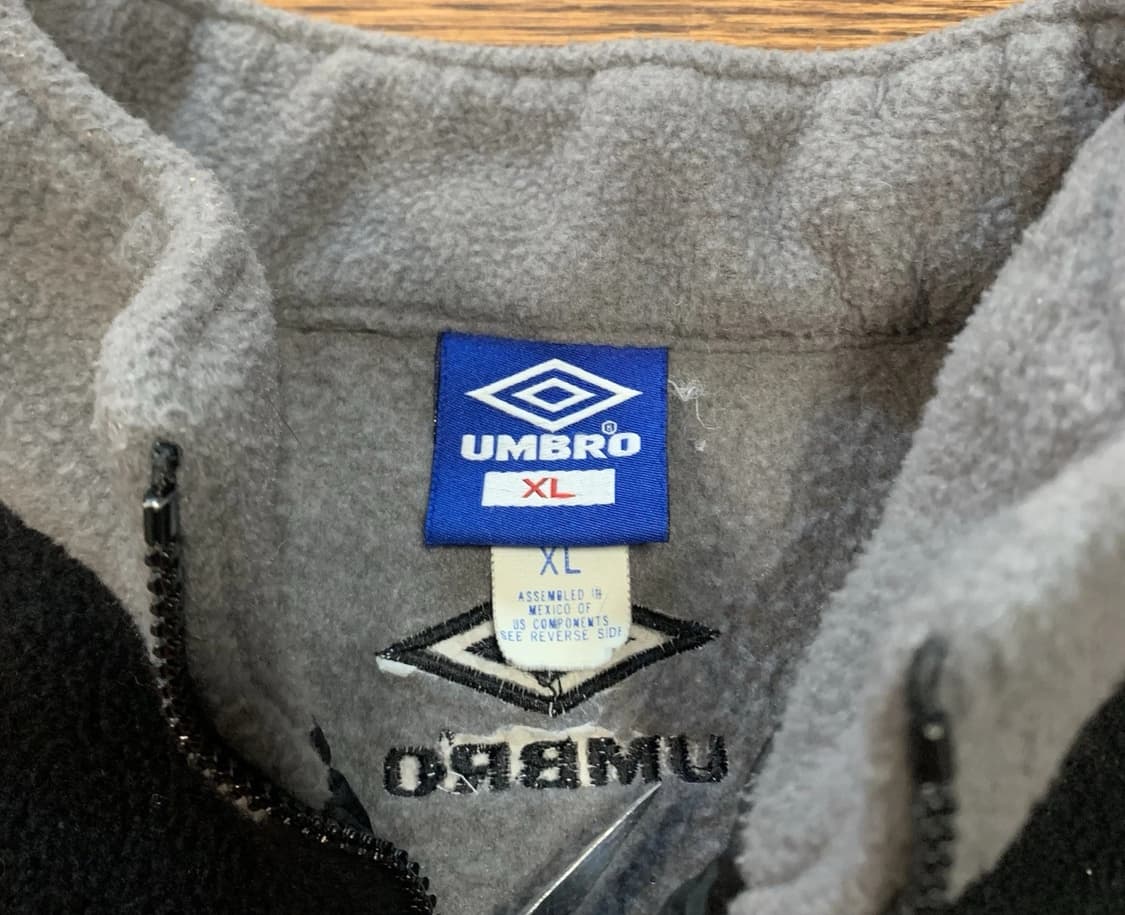 UMBRO®
XL
XL
ASSEMBLED IN
MEXICO OF
US COMPONENTS
SEE REVERSE SIDE
UMBRO